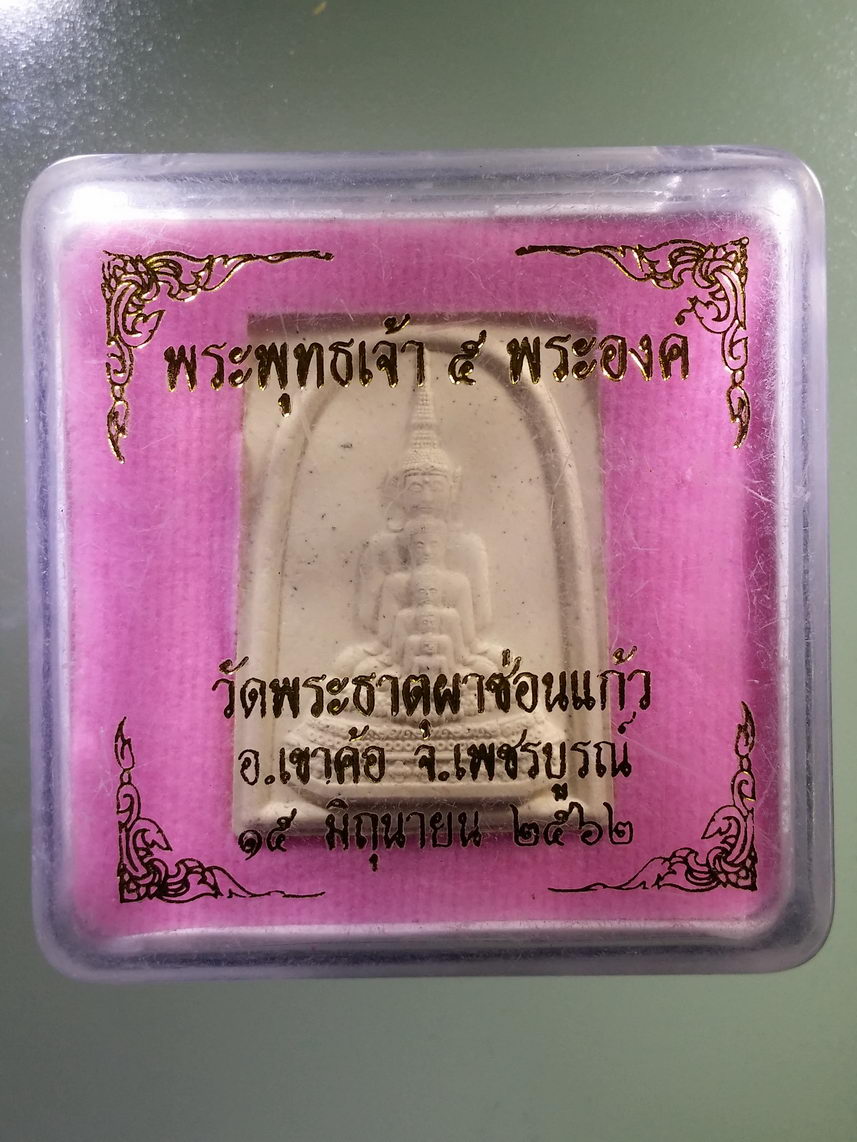 พระพุทธเจ้า ๕ พระองค์
วัดพระธาตุผาซ่อนแก้ว
อ.เขาค้อ จ.เพชรบูรณ์
๑๕ มิถุนายน ๒๕๖๒